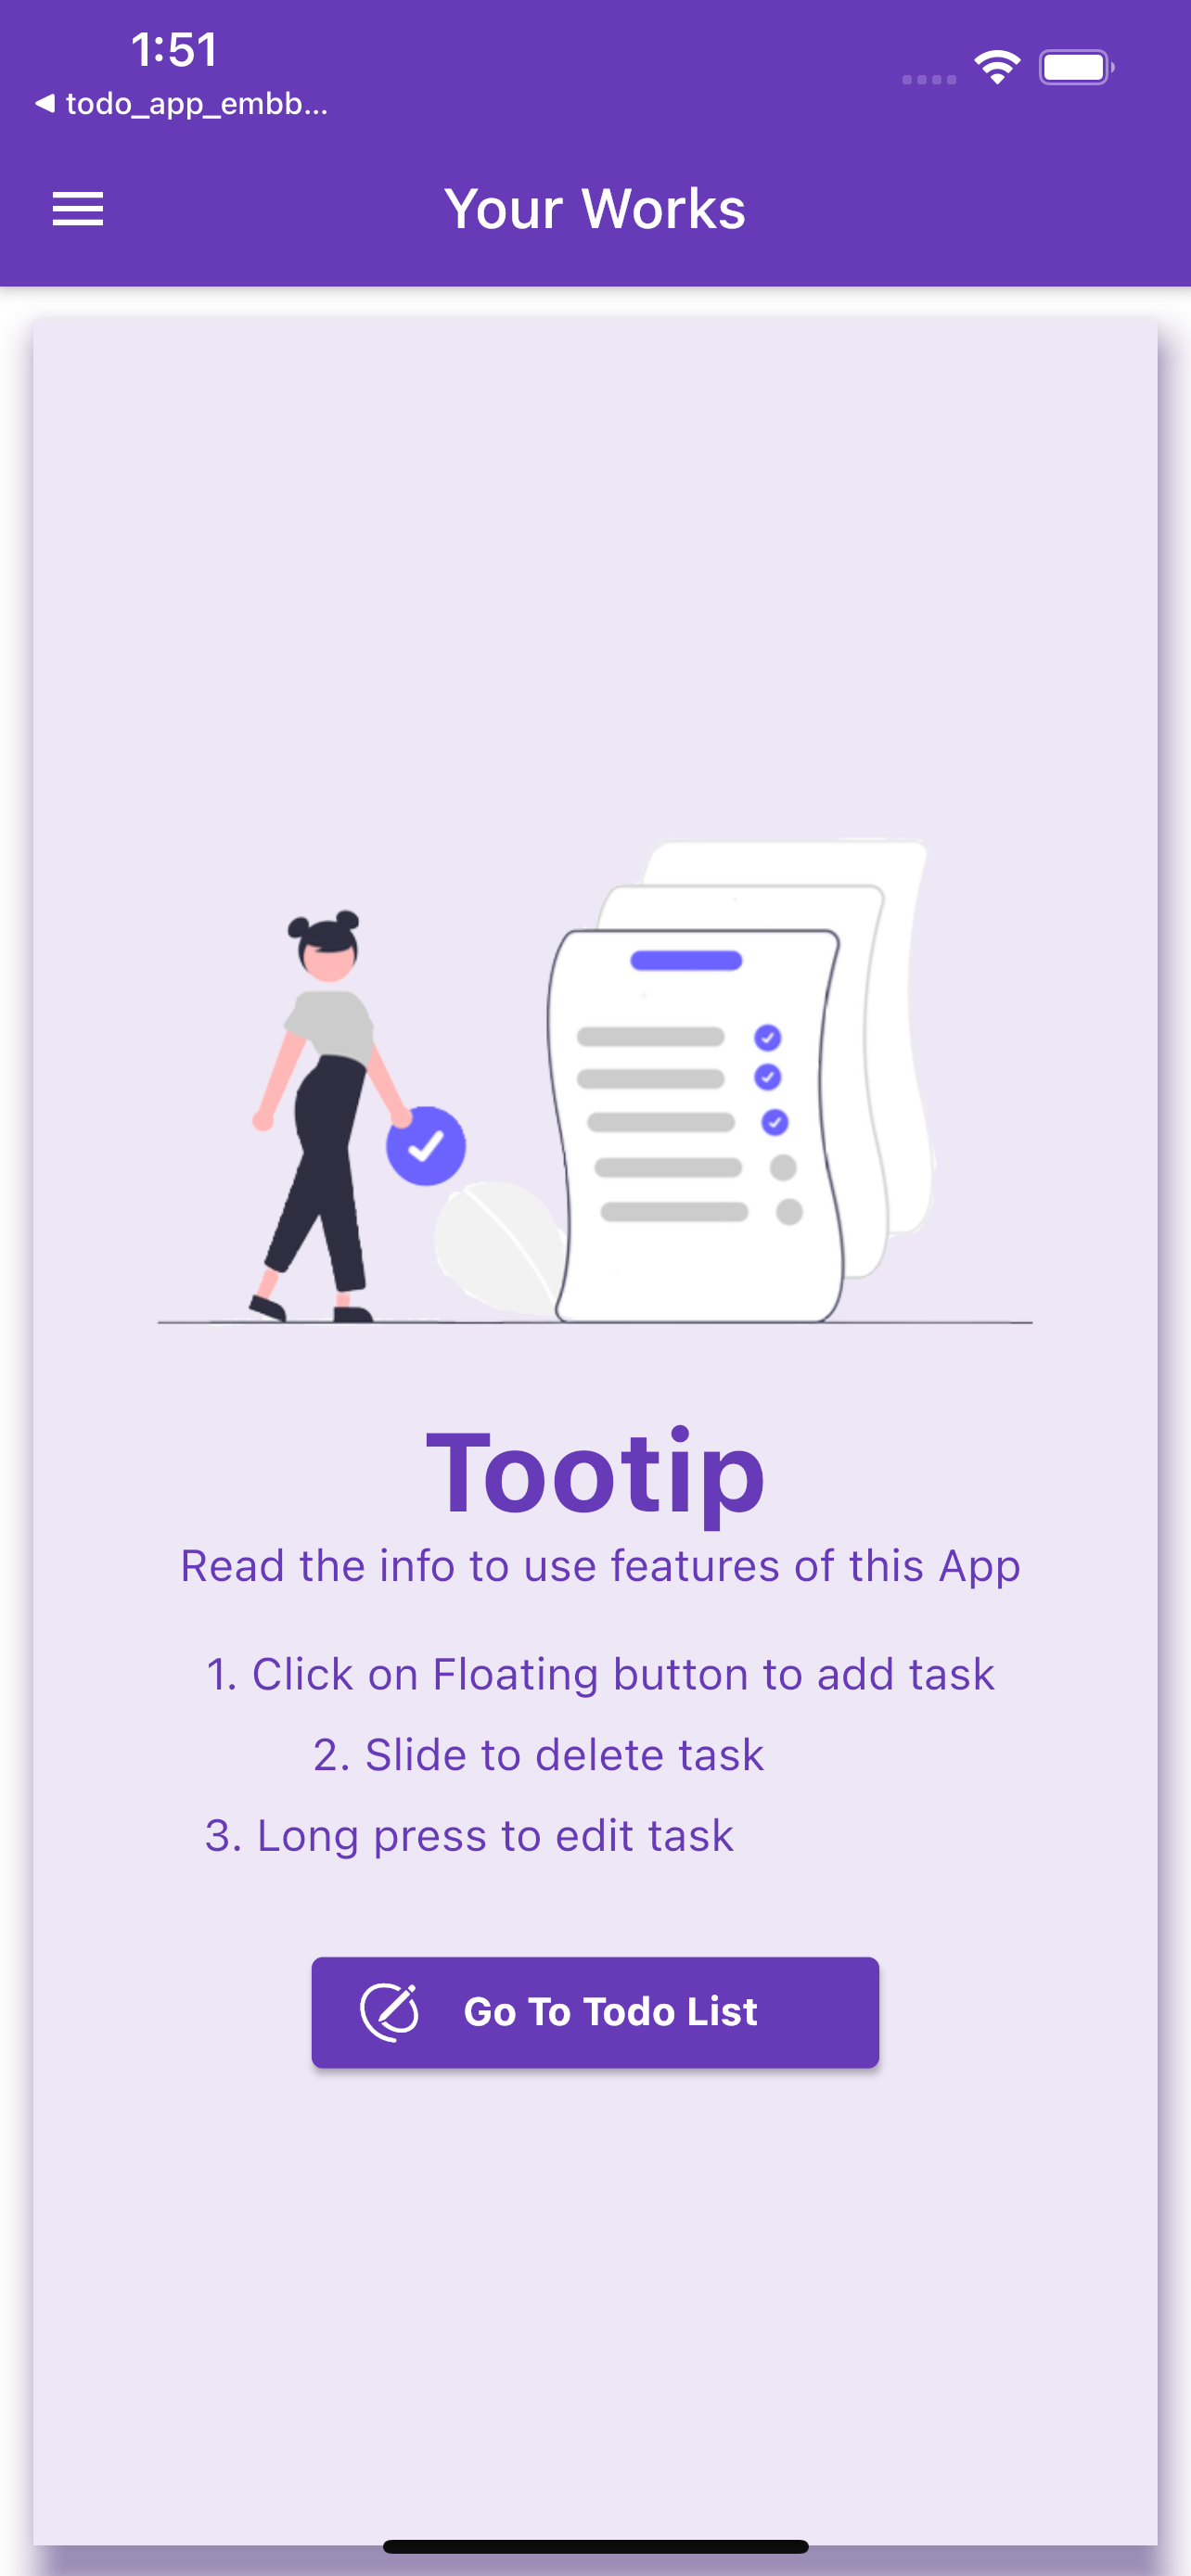 1:51
todo_app_embb...
Your Works
Tootip
Read the info to use features of this App
1. Click on Floating button to add task
2. Slide to delete task
3. Long press to edit task
Go To Todo List